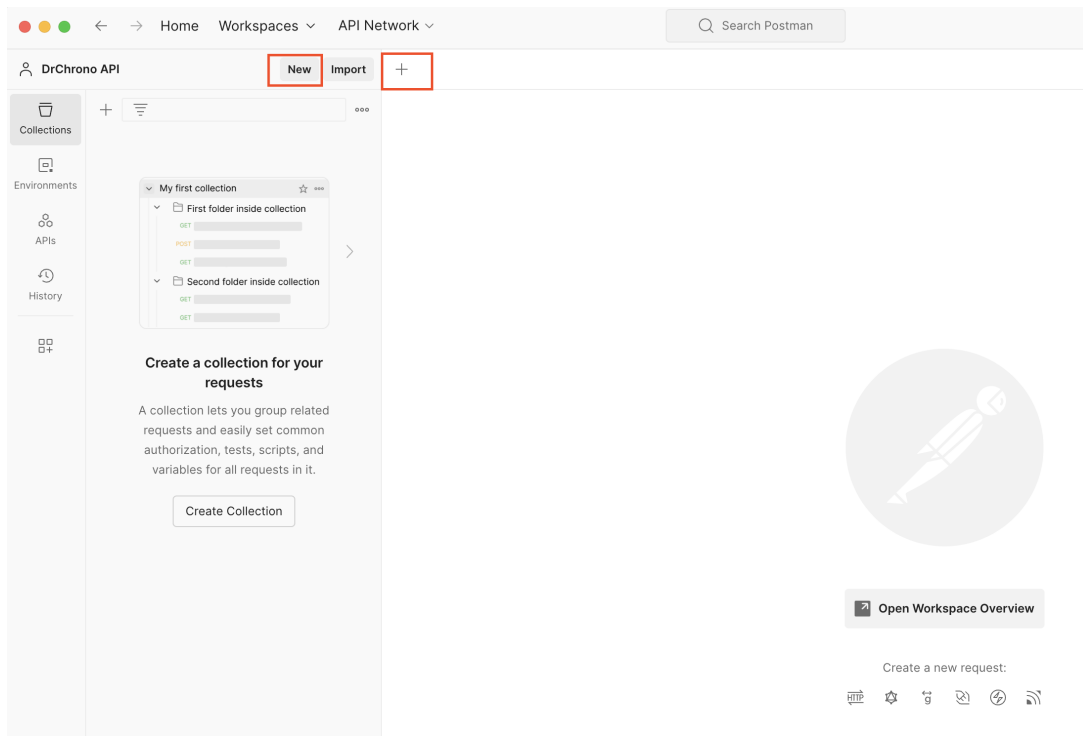 Home Workspaces API Network Search Postman
DrChrono API New Import
Collections
Environments
APIs
History
My first collection
First folder inside collection
GET
POST
GET
Second folder inside collection
GET
GET
Create a collection for your
requests
A collection lets you group related
requests and easily set common
authorization, tests, scripts, and
variables for all requests in it.
Create Collection
Open Workspace Overview
Create a new request:
HTTP
g